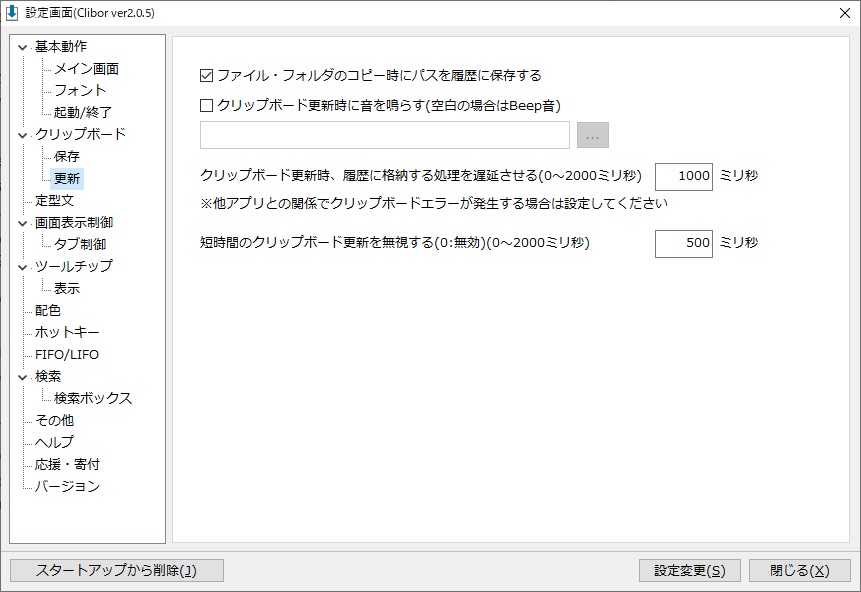 設定画面(Clibor ver2.0.5)
基本動作
メイン画面
フォント
起動/終了
クリップボード
保存
更新
定型文
画面表示制御
タブ制御
ツールチップ
表示
配色
ホットキー
FIFO/LIFO
検索
検索ボックス
その他
ヘルプ
応援・寄付
バージョン
ファイル・フォルダのコピー時にパスを履歴に保存する
クリップボード更新時に音を鳴らす(空白の場合はBeep音)
...
クリップボード更新時、履歴に格納する処理を遅延させる(0～2000ミリ秒) 1000 ミリ秒
※他アプリとの関係でクリップボードエラーが発生する場合は設定してください
短時間のクリップボード更新を無視する(0:無効)(0～2000ミリ秒) 500 ミリ秒
スタートアップから削除(J) 設定変更(S) 閉じる(X)